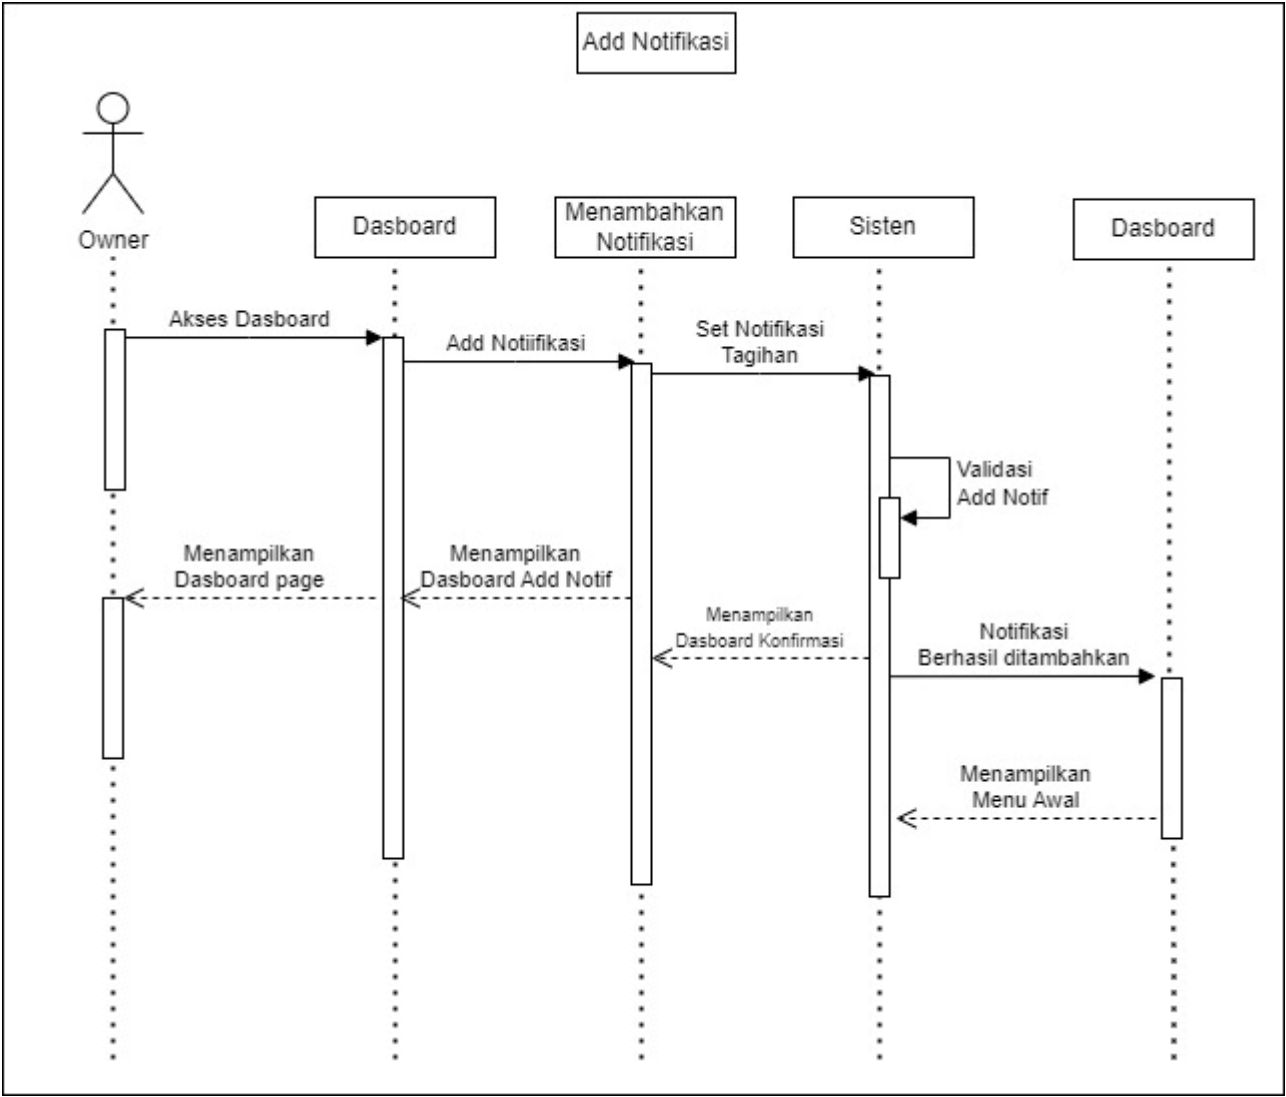 Add Notifikasi
Owner
Dasboard
Menambahkan
Notifikasi
Sisten
Dasboard
Akses Dasboard
Add Notiifikasi
Set Notifikasi
Tagihan
Validasi
Add Notif
Menampilkan
Dasboard page
Menampilkan
Dasboard Add Notif
Menampilkan
Dasboard Konfirmasi
Notifikasi
Berhasil ditambahkan
Menampilkan
Menu Awal